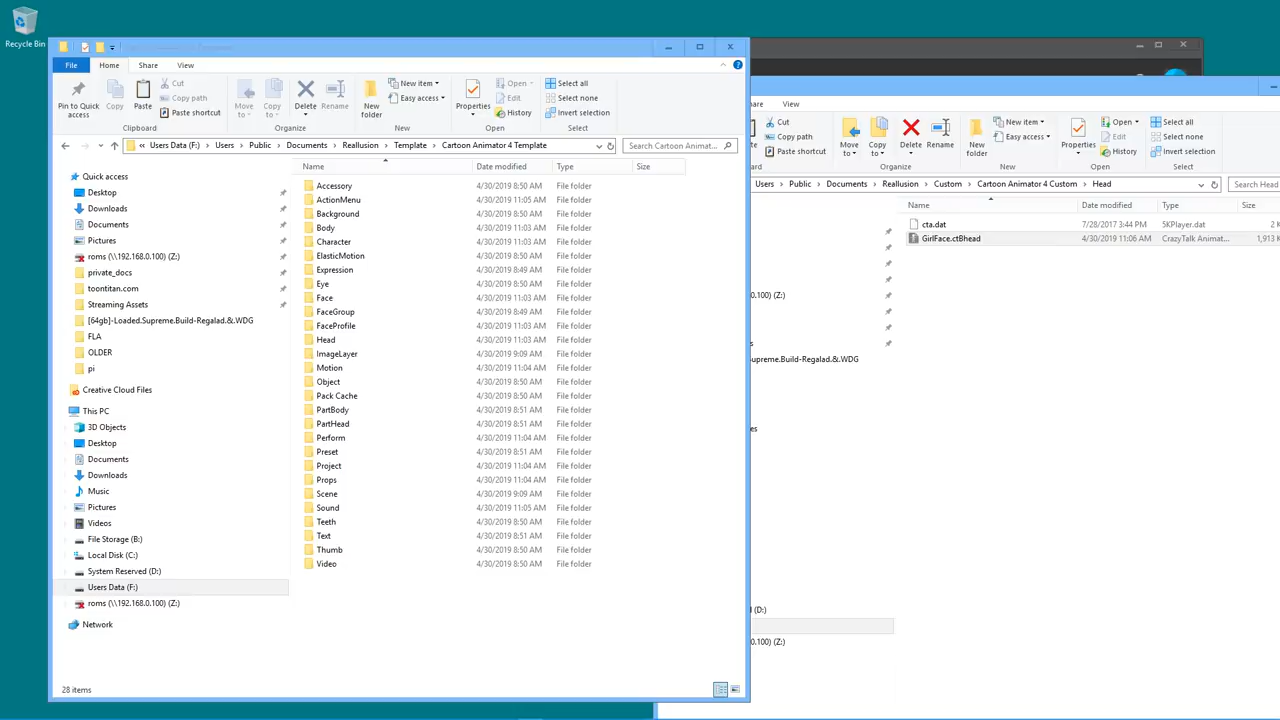 Recycle Bin
File Home Share View
Pin to Quick access
Copy
Paste
Cut
Copy path
Paste shortcut
Clipboard
Move to
Copy to
Delete
Rename
Organize
New folder
New item
Easy access
New
Properties
Open
Edit
History
Open
Select all
Select none
Invert selection
Select
« Users Data (F:) › Users › Public › Documents › Reallusion › Template › Cartoon Animator 4 Template
Search Cartoon Animat...
Name Date modified Type Size
Quick access
Desktop
Downloads
Documents
Pictures
roms (\\192.168.0.100) (Z:)
private_docs
toontitan.com
Streaming Assets
[64gb]-Loaded.Supreme.Build-Regalad.&.WDG
FLA
OLDER
pi
Creative Cloud Files
This PC
3D Objects
Desktop
Documents
Downloads
Music
Pictures
Videos
File Storage (B:)
Local Disk (C:)
System Reserved (D:)
Users Data (F:)
roms (\\192.168.0.100) (Z:)
Network
Accessory 4/30/2019 8:50 AM File folder
ActionMenu 4/30/2019 11:05 AM File folder
Background 4/30/2019 8:50 AM File folder
Body 4/30/2019 11:03 AM File folder
Character 4/30/2019 11:03 AM File folder
ElasticMotion 4/30/2019 8:50 AM File folder
Expression 4/30/2019 8:49 AM File folder
Eye 4/30/2019 8:50 AM File folder
Face 4/30/2019 11:03 AM File folder
FaceGroup 4/30/2019 8:49 AM File folder
FaceProfile 4/30/2019 11:03 AM File folder
Head 4/30/2019 11:03 AM File folder
ImageLayer 4/30/2019 9:09 AM File folder
Motion 4/30/2019 11:04 AM File folder
Object 4/30/2019 8:50 AM File folder
Pack Cache 4/30/2019 8:50 AM File folder
PartBody 4/30/2019 8:51 AM File folder
PartHead 4/30/2019 8:51 AM File folder
Perform 4/30/2019 11:04 AM File folder
Preset 4/30/2019 8:51 AM File folder
Project 4/30/2019 11:04 AM File folder
Props 4/30/2019 11:04 AM File folder
Scene 4/30/2019 9:09 AM File folder
Sound 4/30/2019 11:05 AM File folder
Teeth 4/30/2019 8:50 AM File folder
Text 4/30/2019 8:51 AM File folder
Thumb 4/30/2019 8:50 AM File folder
Video 4/30/2019 8:50 AM File folder
28 items
are View
Cut
Copy path
Paste shortcut
Move to
Copy to
Delete
Rename
Organize
New folder
New item
Easy access
New
Properties
Open
Edit
History
Open
Select all
Select none
Invert selection
Select
Users › Public › Documents › Reallusion › Custom › Cartoon Animator 4 Custom › Head
Search Head
Name Date modified Type Size
cta.dat 7/28/2017 3:44 PM 5KPlayer.dat 2 K
GirlFace.ctBhead 4/30/2019 11:06 AM CrazyTalk Animat... 1,913 K
0.100) (Z:)
s
upreme.Build-Regalad.&.WDG
es
d (D:)
0.100) (Z:)